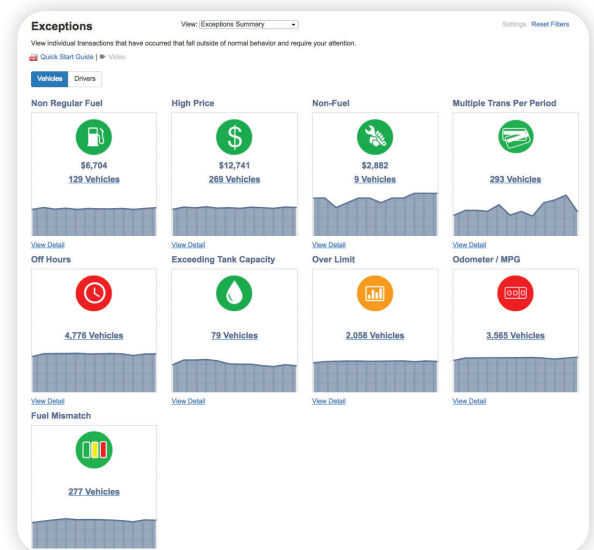 Exceptions
View: Exceptions Summary
Settings Reset Filters
View individual transactions that have occurred that fall outside of normal behavior and require your attention.
Quick Start Guide | Video
Vehicles Drivers
Non Regular Fuel
$6,704
129 Vehicles
View Detail
High Price
$
$12,741
269 Vehicles
View Detail
Non-Fuel
$2,882
9 Vehicles
View Detail
Multiple Trans Per Period
293 Vehicles
View Detail
Off Hours
4,776 Vehicles
View Detail
Exceeding Tank Capacity
79 Vehicles
View Detail
Over Limit
2,058 Vehicles
View Detail
Odometer / MPG
3,565 Vehicles
View Detail
Fuel Mismatch
277 Vehicles